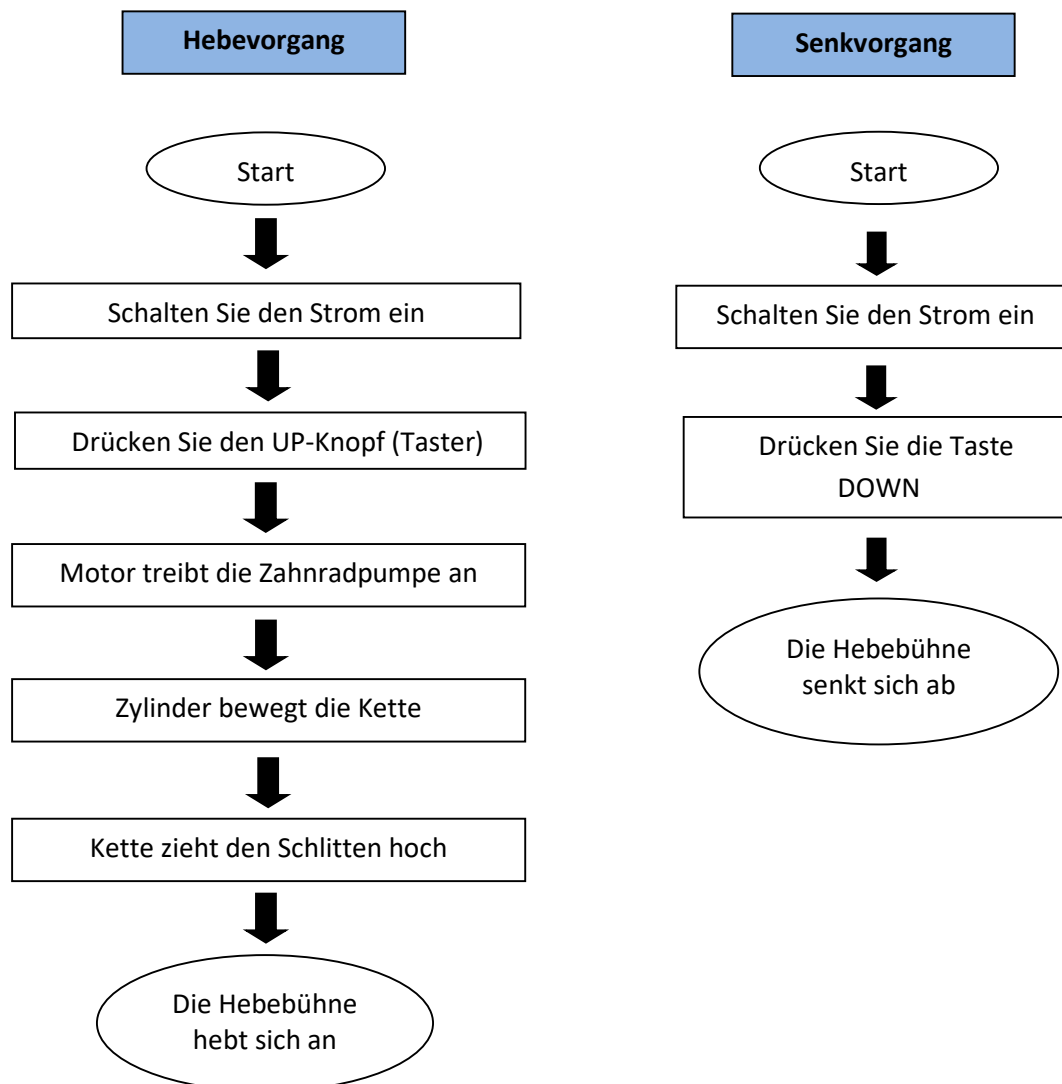 Hebevorgang
Start
Schalten Sie den Strom ein
Drücken Sie den UP-Knopf (Taster)
Motor treibt die Zahnradpumpe an
Zylinder bewegt die Kette
Kette zieht den Schlitten hoch
Die Hebebühne
hebt sich an
Senkvorgang
Start
Schalten Sie den Strom ein
Drücken Sie die Taste
DOWN
Die Hebebühne
senkt sich ab